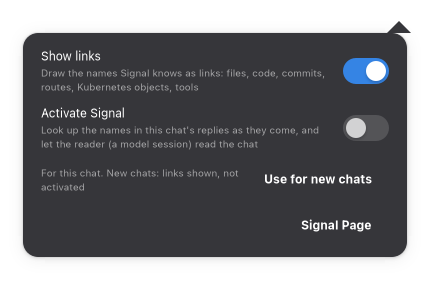 Show links
Draw the names Signal knows as links: files, code, commits,
routes, Kubernetes objects, tools
Activate Signal
Look up the names in this chat's replies as they come, and
let the reader (a model session) read the chat
For this chat. New chats: links shown, not
activated
Use for new chats
Signal Page